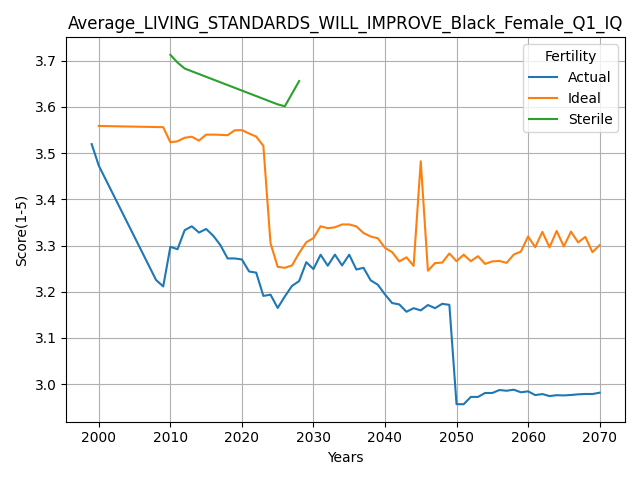 Average_LIVING_STANDARDS_WILL_IMPROVE_Black_Female_Q1_IQ
Fertility
Actual
Ideal
Sterile
Score(1-5)
3.7
3.6
3.5
3.4
3.3
3.2
3.1
3.0
2000 2010 2020 2030 2040 2050 2060 2070
Years